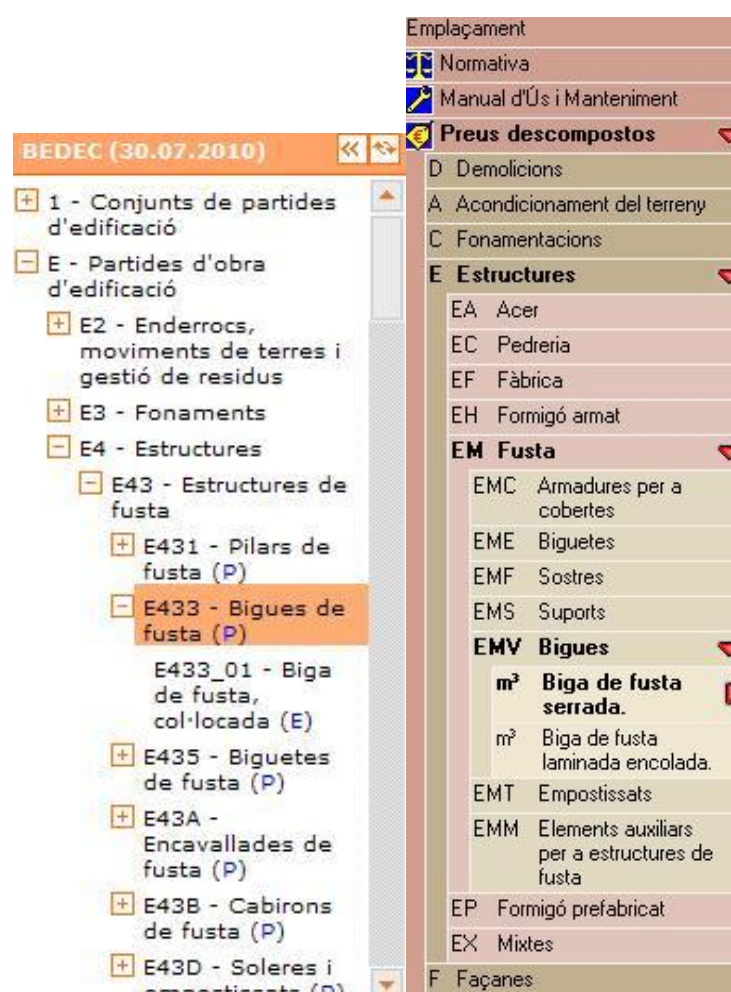 BEDEC (30.07.2010)
1 - Conjunts de partides
d'edificació
E - Partides d'obra
d'edificació
E2 - Enderrocs,
moviments de terres i
gestió de residus
E3 - Fonaments
E4 - Estructures
E43 - Estructures de
fusta
E431 - Pilars de
fusta (P)
E433 - Bigues de
fusta (P)
E433_01 - Biga
de fusta,
col·locada (E)
E435 - Biguetes
de fusta (P)
E43A -
Encavallades de
fusta (P)
E43B - Cabirons
de fusta (P)
E43D - Soleres i
empostissats (P)
Emplaçament
Normativa
Manual d'Ús i Manteniment
Preus descompostos
D Demolicions
A Acondicionament del terreny
C Fonamentacions
E Estructures
EA Acer
EC Pedreria
EF Fàbrica
EH Formigó armat
EM Fusta
EMC Armadures per a
cobertes
EME Biguetes
EMF Sostres
EMS Suports
EMV Bigues
m³ Biga de fusta
serrada.
m³ Biga de fusta
laminada encolada.
EMT Empostissats
EMM Elements auxiliars
per a estructures de
fusta
EP Formigó prefabricat
EX Mixtes
F Façanes